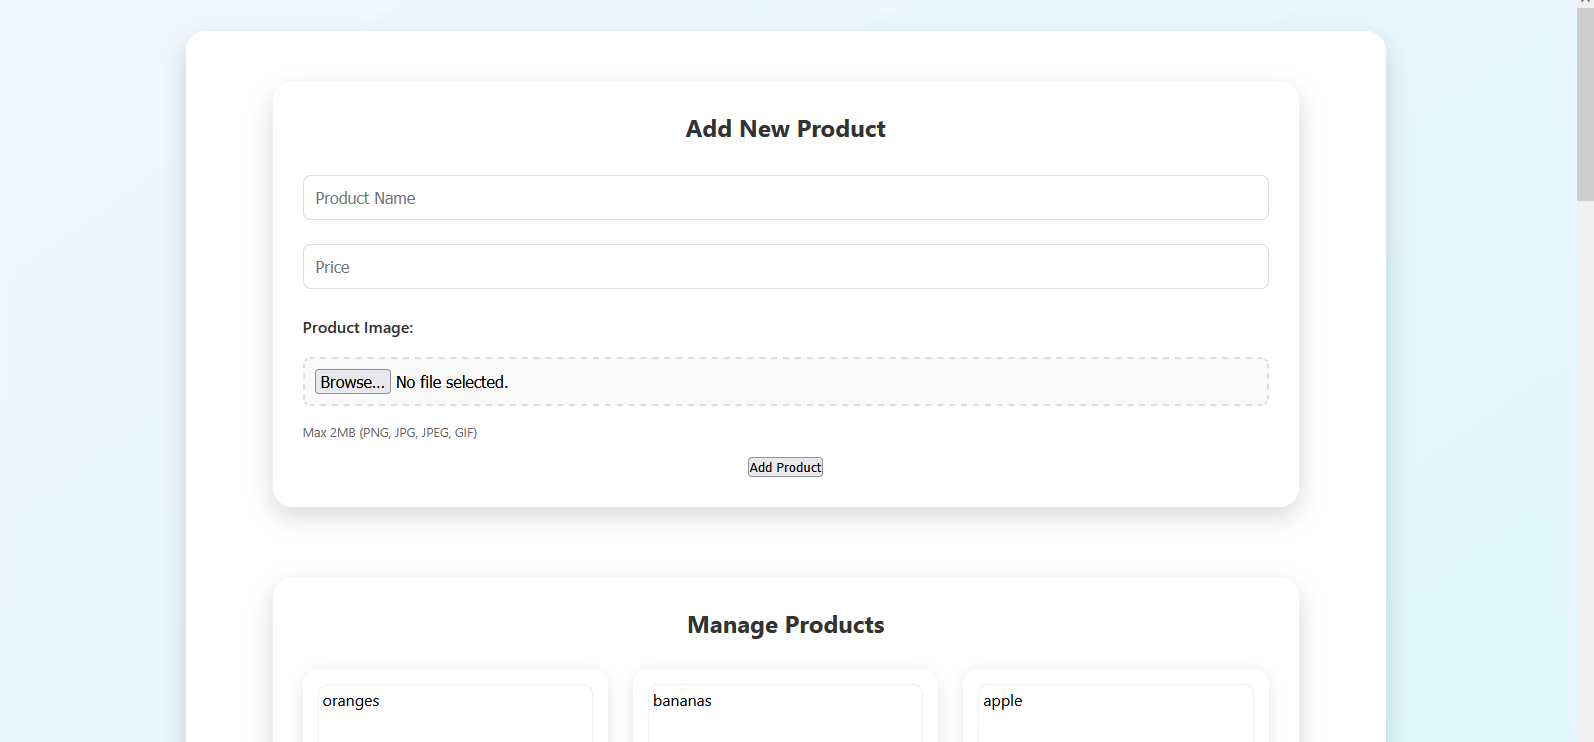 Add New Product
Product Name
Price
Product Image:
Browse... No file selected.
Max 2MB (PNG, JPG, JPEG, GIF)
Add Product
Manage Products
oranges
bananas
apple